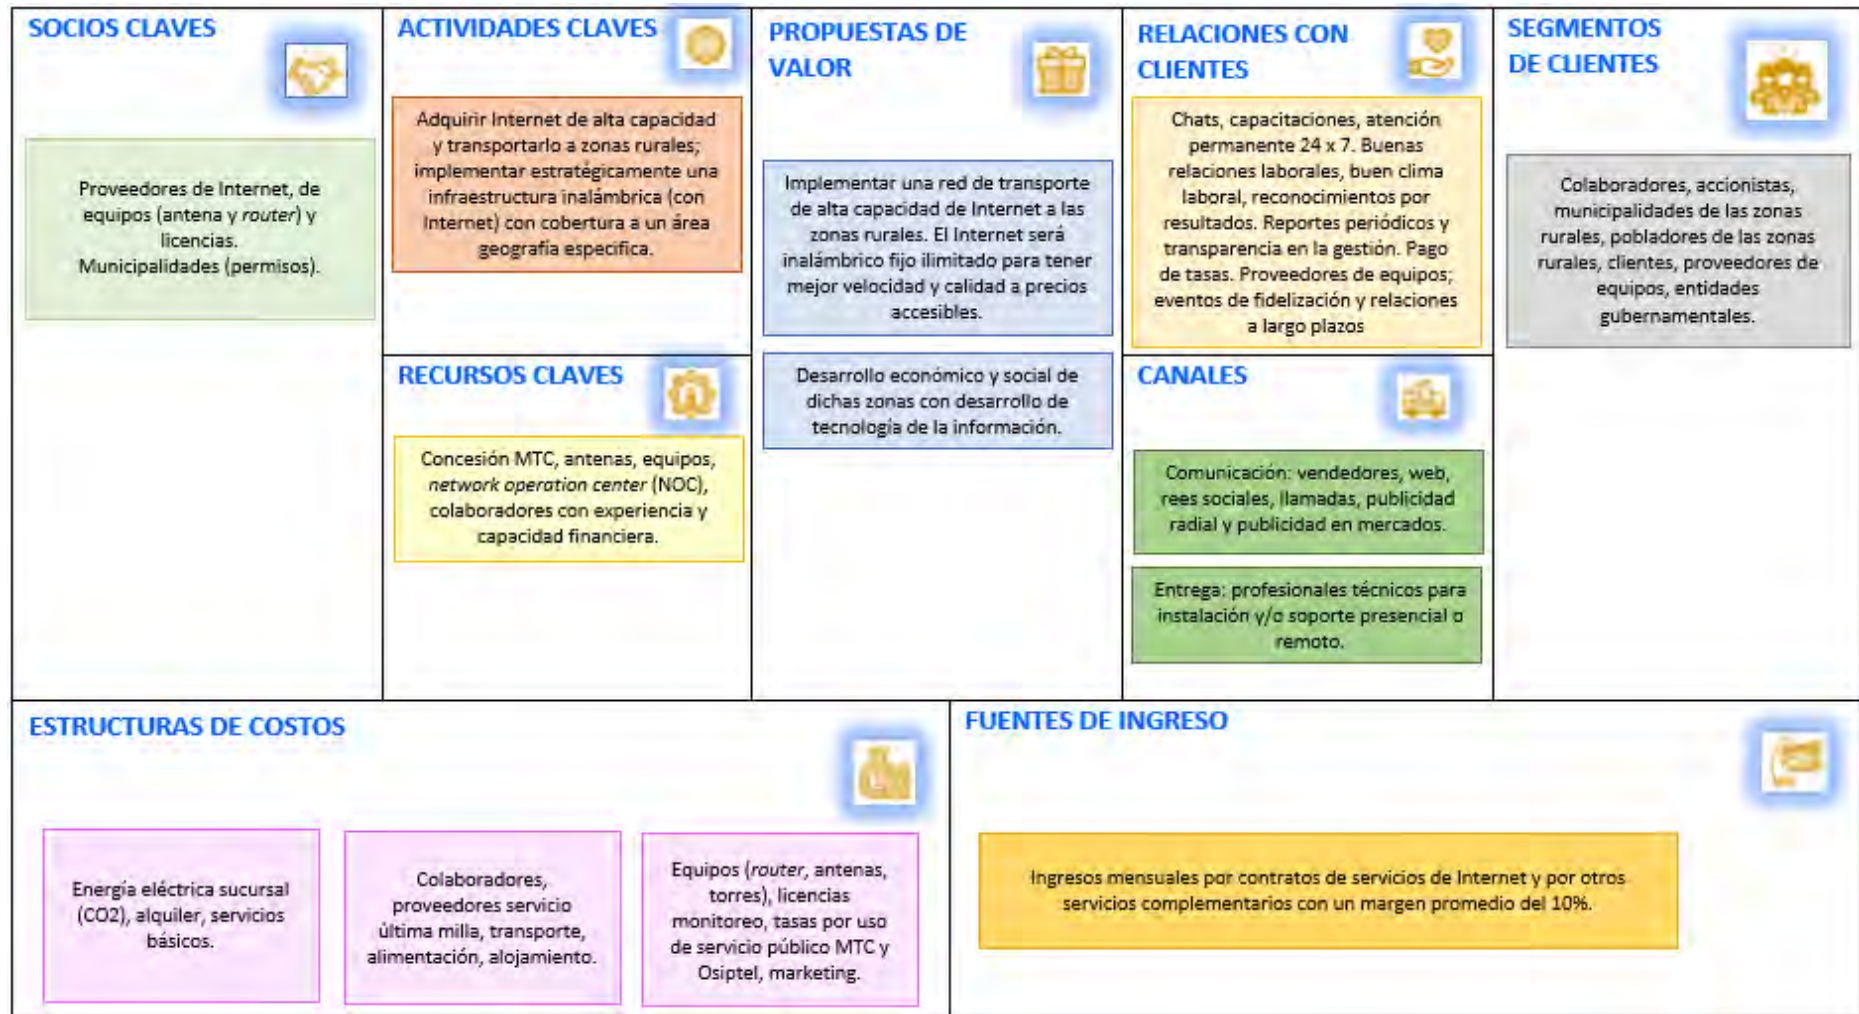 SOCIOS CLAVES
Proveedores de Internet, de
equipos (antena y router) y
licencias.
Municipalidades (permisos).
ACTIVIDADES CLAVES
Adquirir Internet de alta capacidad
y transportarlo a zonas rurales;
implementar estratégicamente una
infraestructura inalámbrica (con
Internet) con cobertura a un área
geografía especifica.
RECURSOS CLAVES
Concesión MTC, antenas, equipos,
network operation center (NOC),
colaboradores con experiencia y
capacidad financiera.
PROPUESTAS DE
VALOR
Implementar una red de transporte
de alta capacidad de Internet a las
zonas rurales. El Internet será
inalámbrico fijo ilimitado para tener
mejor velocidad y calidad a precios
accesibles.
Desarrollo económico y social de
dichas zonas con desarrollo de
tecnología de la información.
RELACIONES CON
CLIENTES
Chats, capacitaciones, atención
permanente 24 x 7. Buenas
relaciones laborales, buen clima
laboral, reconocimientos por
resultados. Reportes periódicos y
transparencia en la gestión. Pago
de tasas. Proveedores de equipos;
eventos de fidelización y relaciones
a largo plazos
CANALES
Comunicación: vendedores, web,
rees sociales, llamadas, publicidad
radial y publicidad en mercados.
Entrega: profesionales técnicos para
instalación y/o soporte presencial o
remoto.
SEGMENTOS
DE CLIENTES
Colaboradores, accionistas,
municipalidades de las zonas
rurales, pobladores de las zonas
rurales, clientes, proveedores de
equipos, entidades
gubernamentales.
ESTRUCTURAS DE COSTOS
Energía eléctrica sucursal
(CO2), alquiler, servicios
básicos.
Colaboradores,
proveedores servicio
última milla, transporte,
alimentación, alojamiento.
Equipos (router, antenas,
torres), licencias
monitoreo, tasas por uso
de servicio público MTC y
Osiptel, marketing.
FUENTES DE INGRESO
Ingresos mensuales por contratos de servicios de Internet y por otros
servicios complementarios con un margen promedio del 10%.